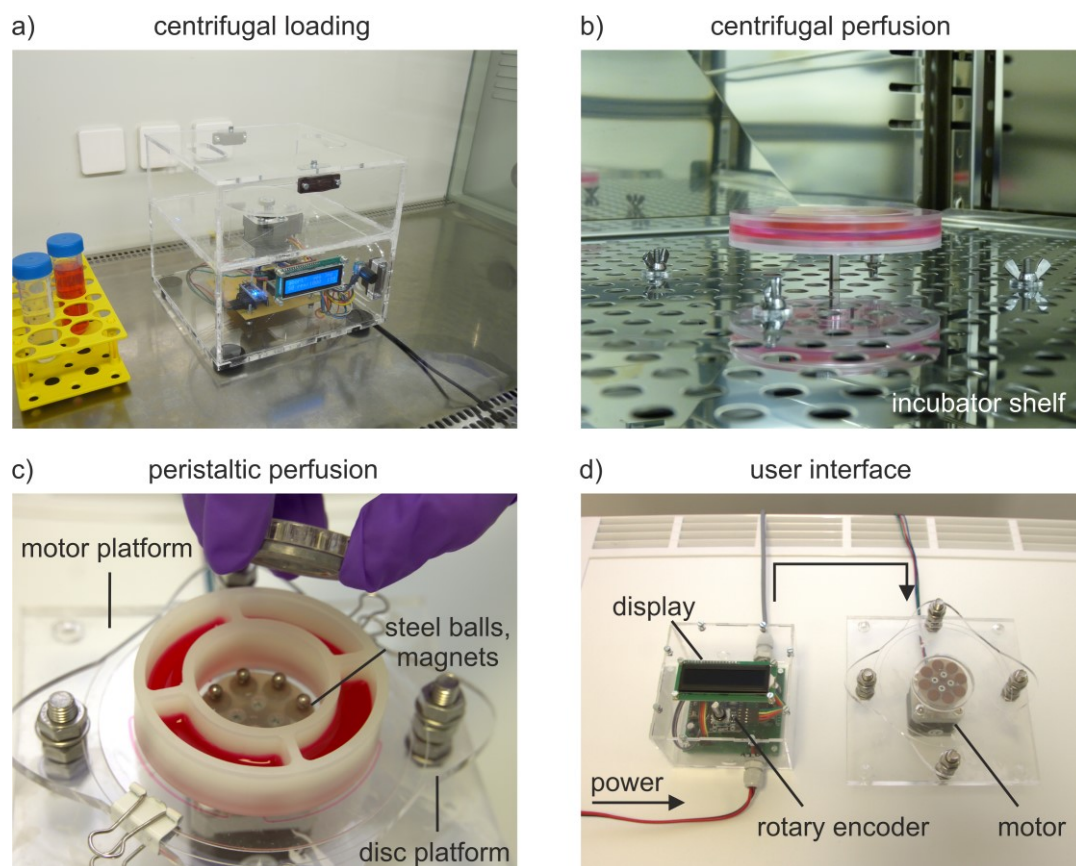 a) centrifugal loading
b) centrifugal perfusion
incubator shelf
c) peristaltic perfusion
motor platform
steel balls,
magnets
disc platform
d) user interface
display
power
rotary encoder
motor